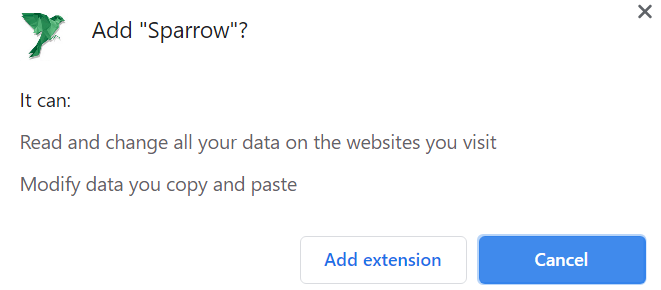 Add "Sparrow"?
It can:
Read and change all your data on the websites you visit
Modify data you copy and paste
Add extension
Cancel